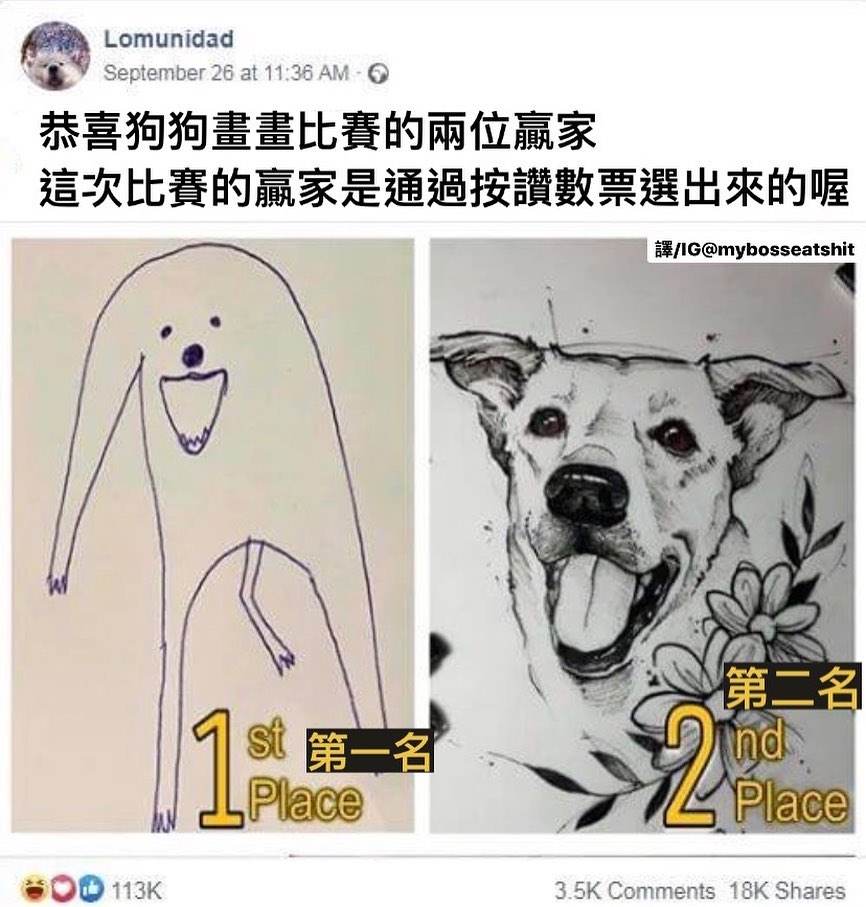 Lomunidad
September 26 at 11:36 AM ·
恭喜狗狗畫畫比賽的兩位贏家
這次比賽的贏家是通過按讚數票選出來的喔
譯/IG@mybosseatshit
1st Place
第一名
2nd Place
第二名
113K
3.5K Comments 18K Shares